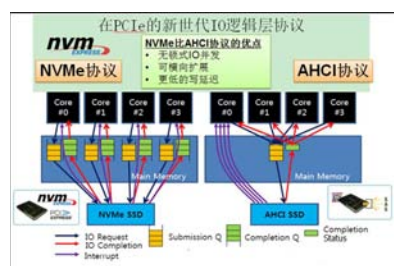 在PCIe的新世代IO逻辑层协议
nvm
EXPRESS
NVMe比AHCI协议的优点
• 无锁式IO并发
• 可横向扩展
• 更低的写延迟
NVMe协议
AHCI协议
Core #0
Core #1
Core #2
Core #3
Core #0
Core #1
Core #2
Core #3
Main Memory
Main Memory
nvm
NVMe SSD
AHCI SSD
IO Request
IO Completion
Interrupt
Submission Q
Completion Q
Completion Status